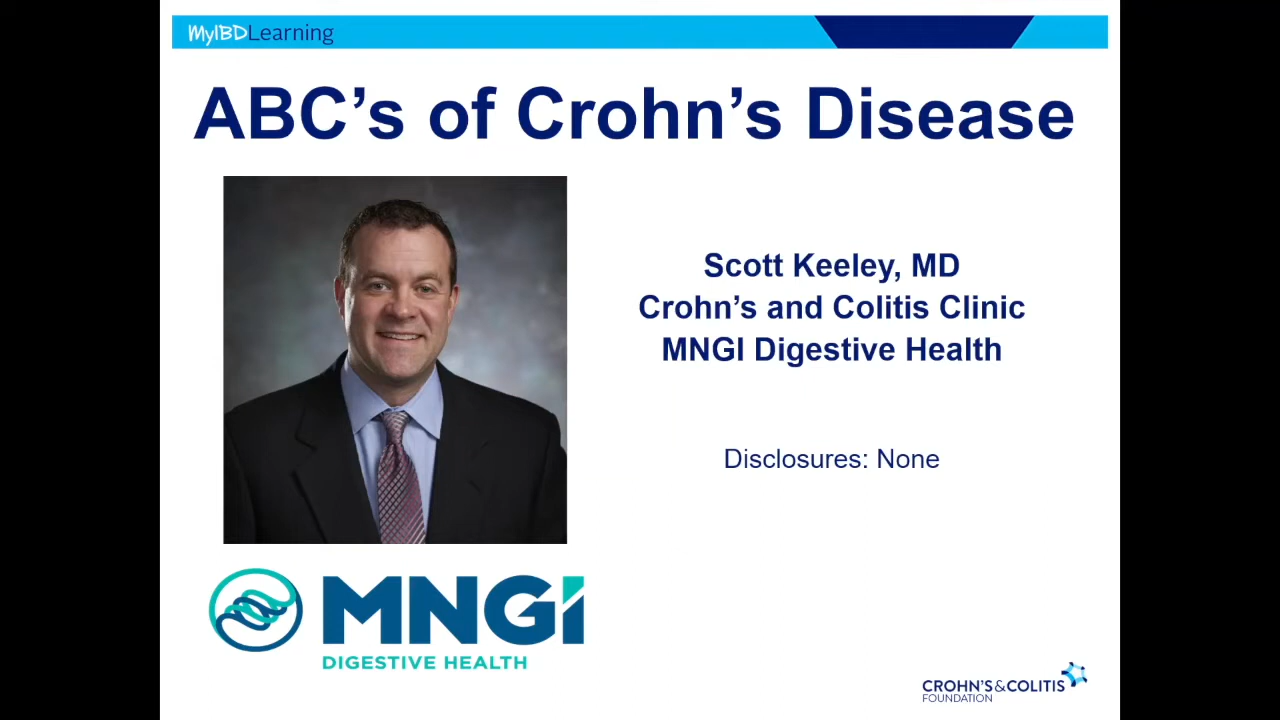 MyIBDLearning
ABC’s of Crohn’s Disease
Scott Keeley, MD
Crohn’s and Colitis Clinic
MNGI Digestive Health
Disclosures: None
MNGI
DIGESTIVE HEALTH
CROHN’S & COLITIS
FOUNDATION